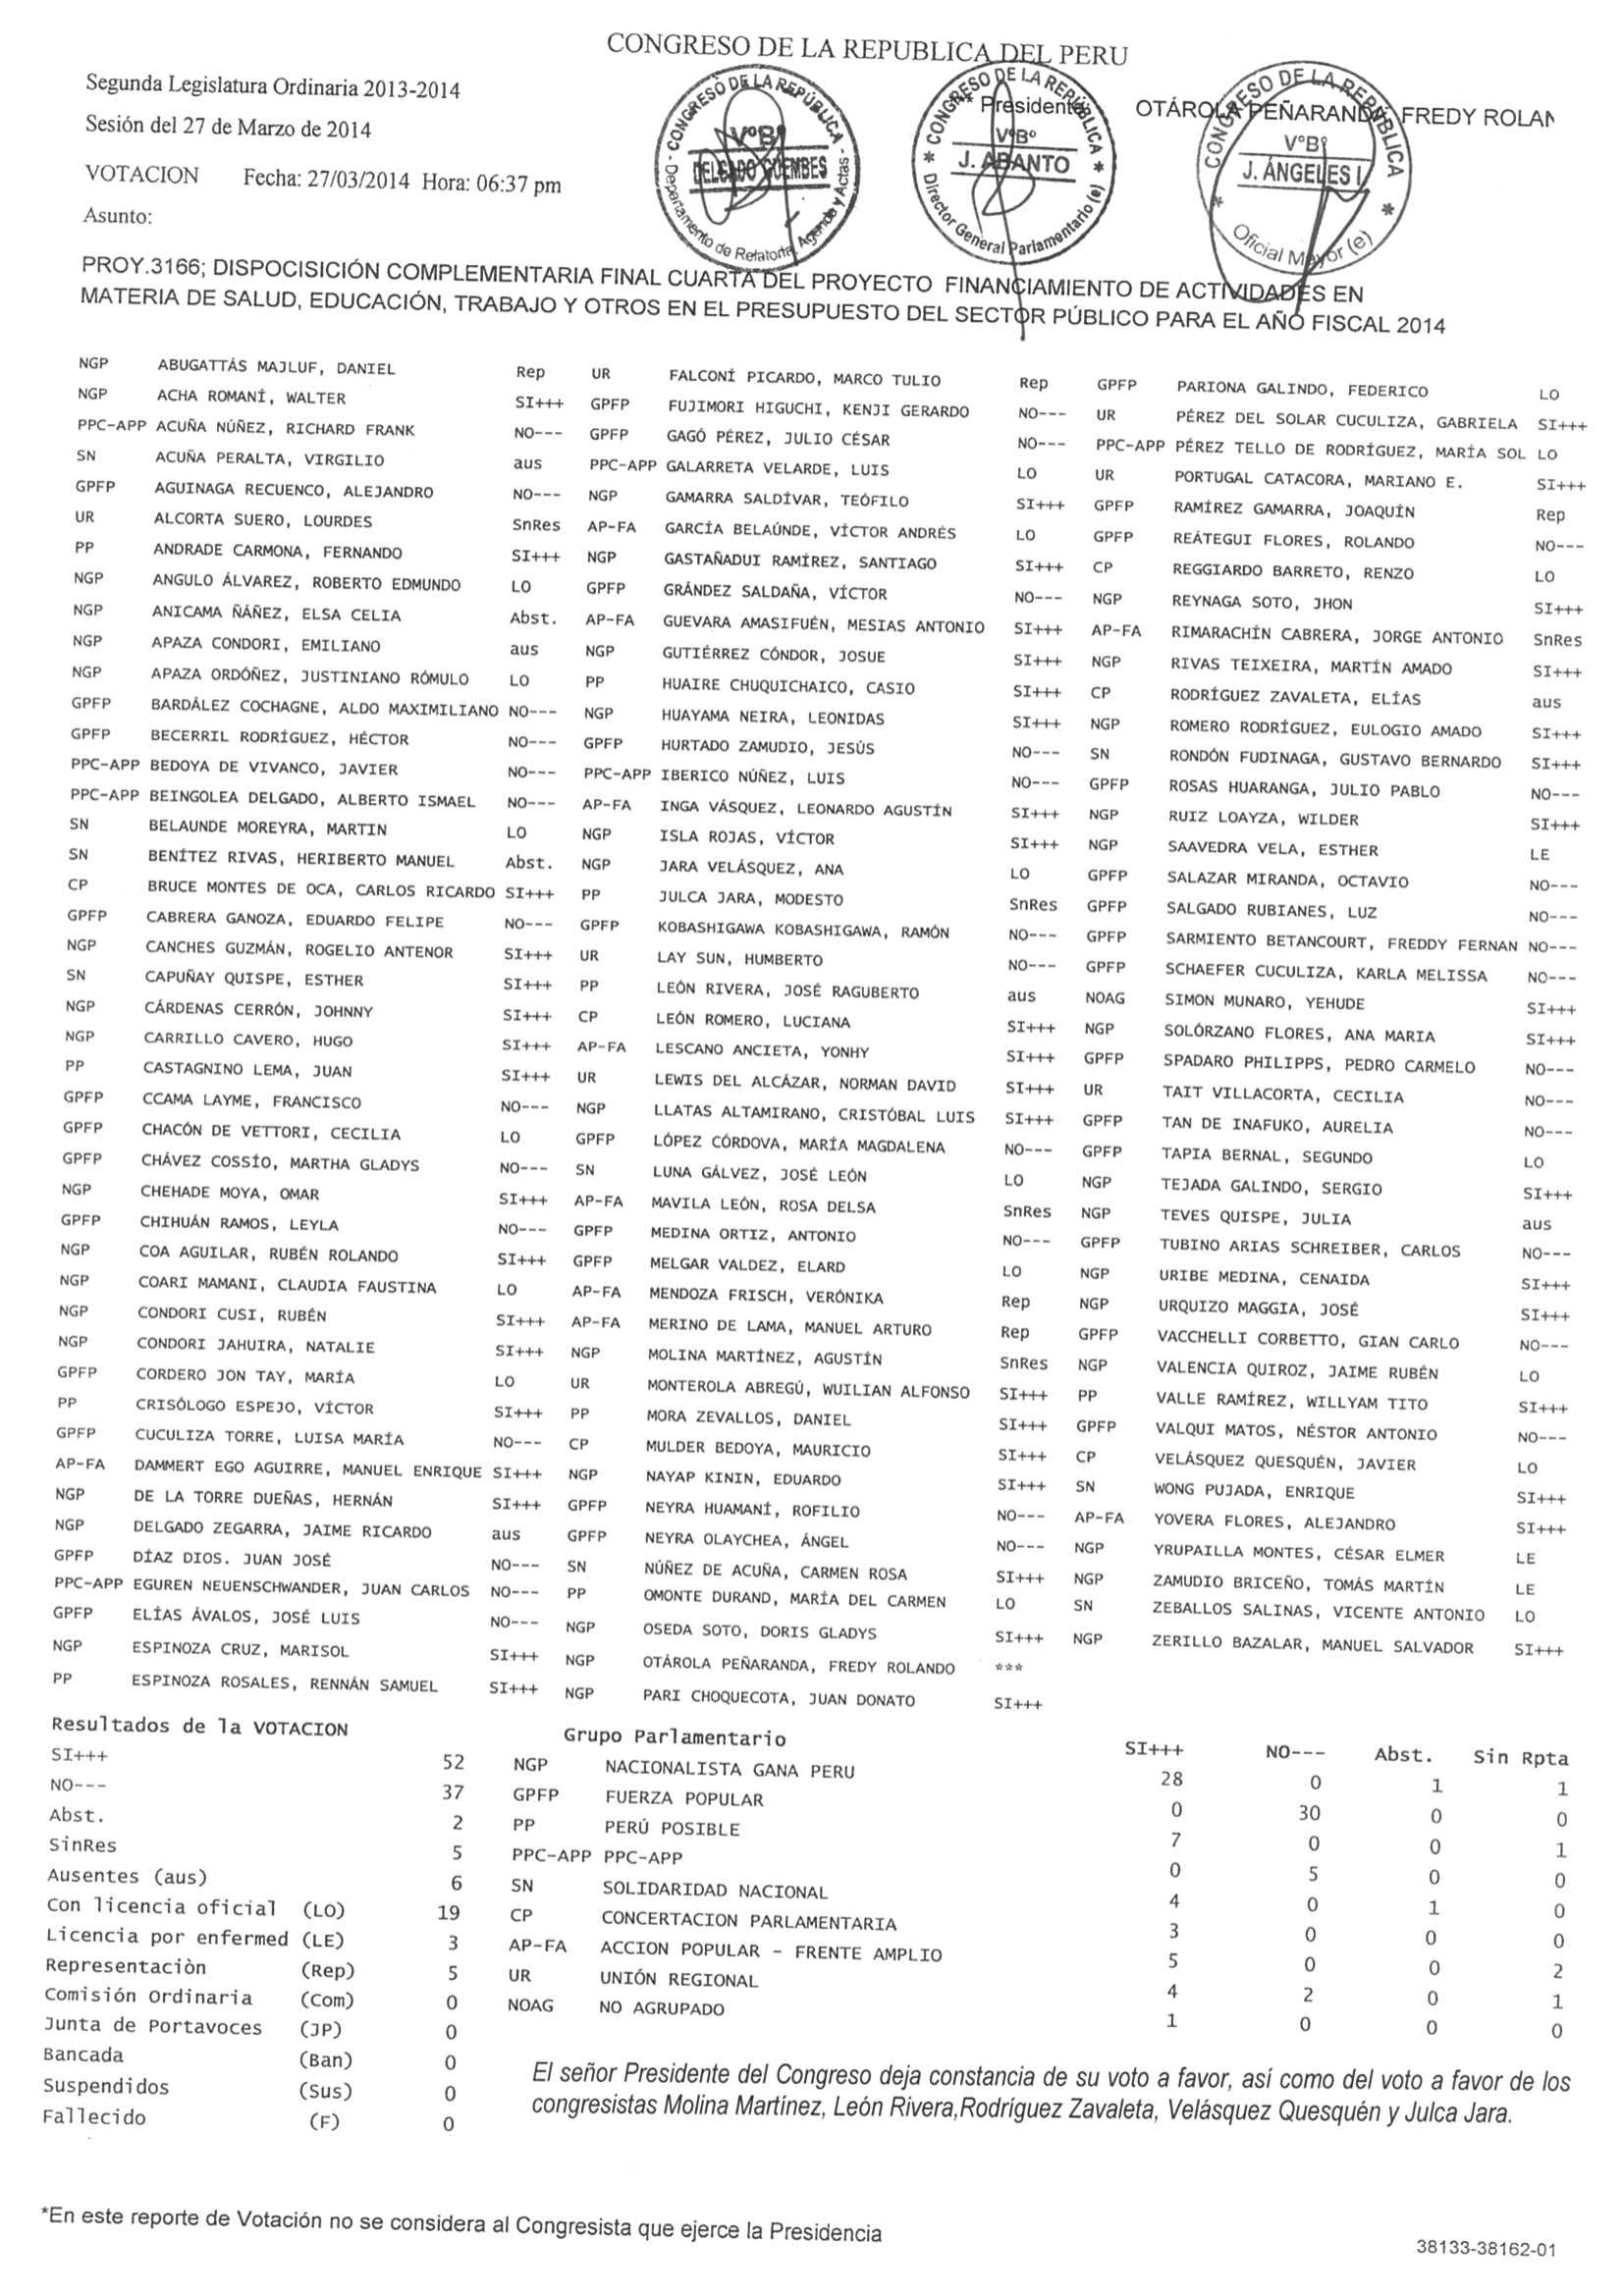 CONGRESO DE LA REPUBLICA DEL PERU
Segunda Legislatura Ordinaria 2013-2014
** Presidente: OTÁROLA PEÑARANDA, FREDY ROLAN
Sesión del 27 de Marzo de 2014
VOTACION Fecha: 27/03/2014 Hora: 06:37 pm
Asunto:
CONGRESO DE LA REPÚBLICA
VºBº
DELGADO GUEMBES
Departamento de Relatoria, Agenda y Actas
CONGRESO DE LA REPÚBLICA
VºBº
J. ABANTO
Director General Parlamentario (e)
CONGRESO DE LA REPÚBLICA
VºBº
J. ÁNGELES I.
Oficial Mayor (e)
PROY.3166; DISPOCISICIÓN COMPLEMENTARIA FINAL CUARTA DEL PROYECTO FINANCIAMIENTO DE ACTIVIDADES EN
MATERIA DE SALUD, EDUCACIÓN, TRABAJO Y OTROS EN EL PRESUPUESTO DEL SECTOR PÚBLICO PARA EL AÑO FISCAL 2014
NGP ABUGATTÁS MAJLUF, DANIEL Rep UR FALCONÍ PICARDO, MARCO TULIO Rep GPFP PARIONA GALINDO, FEDERICO LO
NGP ACHA ROMANÍ, WALTER SI+++ GPFP FUJIMORI HIGUCHI, KENJI GERARDO NO--- UR PÉREZ DEL SOLAR CUCULIZA, GABRIELA SI+++
PPC-APP ACUÑA NÚÑEZ, RICHARD FRANK NO--- GPFP GAGÓ PÉREZ, JULIO CÉSAR NO--- PPC-APP PÉREZ TELLO DE RODRÍGUEZ, MARÍA SOL LO
SN ACUÑA PERALTA, VIRGILIO aus PPC-APP GALARRETA VELARDE, LUIS LO UR PORTUGAL CATACORA, MARIANO E. SI+++
GPFP AGUINAGA RECUENCO, ALEJANDRO NO--- NGP GAMARRA SALDÍVAR, TEÓFILO SI+++ GPFP RAMÍREZ GAMARRA, JOAQUÍN Rep
UR ALCORTA SUERO, LOURDES SnRes AP-FA GARCÍA BELAÚNDE, VÍCTOR ANDRÉS LO GPFP REÁTEGUI FLORES, ROLANDO NO---
PP ANDRADE CARMONA, FERNANDO SI+++ NGP GASTAÑADUI RAMÍREZ, SANTIAGO SI+++ CP REGGIARDO BARRETO, RENZO LO
NGP ANGULO ÁLVAREZ, ROBERTO EDMUNDO LO GPFP GRÁNDEZ SALDAÑA, VÍCTOR NO--- NGP REYNAGA SOTO, JHON SI+++
NGP ANICAMA ÑÁÑEZ, ELSA CELIA Abst. AP-FA GUEVARA AMASIFUÉN, MESIAS ANTONIO SI+++ AP-FA RIMARACHÍN CABRERA, JORGE ANTONIO SnRes
NGP APAZA CONDORI, EMILIANO aus NGP GUTIÉRREZ CÓNDOR, JOSUE SI+++ NGP RIVAS TEIXEIRA, MARTÍN AMADO SI+++
NGP APAZA ORDÓÑEZ, JUSTINIANO RÓMULO LO PP HUAIRE CHUQUICHAICO, CASIO SI+++ CP RODRÍGUEZ ZAVALETA, ELÍAS aus
GPFP BARDÁLEZ COCHAGNE, ALDO MAXIMILIANO NO--- NGP HUAYAMA NEIRA, LEONIDAS SI+++ NGP ROMERO RODRÍGUEZ, EULOGIO AMADO SI+++
GPFP BECERRIL RODRÍGUEZ, HÉCTOR NO--- GPFP HURTADO ZAMUDIO, JESÚS NO--- SN RONDÓN FUDINAGA, GUSTAVO BERNARDO SI+++
PPC-APP BEDOYA DE VIVANCO, JAVIER NO--- PPC-APP IBERICO NÚÑEZ, LUIS NO--- GPFP ROSAS HUARANGA, JULIO PABLO NO---
PPC-APP BEINGOLEA DELGADO, ALBERTO ISMAEL NO--- AP-FA INGA VÁSQUEZ, LEONARDO AGUSTÍN SI+++ NGP RUIZ LOAYZA, WILDER SI+++
SN BELAUNDE MOREYRA, MARTIN LO NGP ISLA ROJAS, VÍCTOR SI+++ NGP SAAVEDRA VELA, ESTHER LE
SN BENÍTEZ RIVAS, HERIBERTO MANUEL Abst. NGP JARA VELÁSQUEZ, ANA LO GPFP SALAZAR MIRANDA, OCTAVIO NO---
CP BRUCE MONTES DE OCA, CARLOS RICARDO SI+++ PP JULCA JARA, MODESTO SnRes GPFP SALGADO RUBIANES, LUZ NO---
GPFP CABRERA GANOZA, EDUARDO FELIPE NO--- GPFP KOBASHIGAWA KOBASHIGAWA, RAMÓN NO--- GPFP SARMIENTO BETANCOURT, FREDDY FERNAN NO---
NGP CANCHES GUZMÁN, ROGELIO ANTENOR SI+++ UR LAY SUN, HUMBERTO NO--- GPFP SCHAEFER CUCULIZA, KARLA MELISSA NO---
SN CAPUÑAY QUISPE, ESTHER SI+++ PP LEÓN RIVERA, JOSÉ RAGUBERTO aus NOAG SIMON MUNARO, YEHUDE SI+++
NGP CÁRDENAS CERRÓN, JOHNNY SI+++ CP LEÓN ROMERO, LUCIANA SI+++ NGP SOLÓRZANO FLORES, ANA MARIA SI+++
NGP CARRILLO CAVERO, HUGO SI+++ AP-FA LESCANO ANCIETA, YONHY SI+++ GPFP SPADARO PHILIPPS, PEDRO CARMELO NO---
PP CASTAGNINO LEMA, JUAN SI+++ UR LEWIS DEL ALCÁZAR, NORMAN DAVID SI+++ UR TAIT VILLACORTA, CECILIA NO---
GPFP CCAMA LAYME, FRANCISCO NO--- NGP LLATAS ALTAMIRANO, CRISTÓBAL LUIS SI+++ GPFP TAN DE INAFUKO, AURELIA NO---
GPFP CHACÓN DE VETTORI, CECILIA LO GPFP LÓPEZ CÓRDOVA, MARÍA MAGDALENA NO--- GPFP TAPIA BERNAL, SEGUNDO LO
GPFP CHÁVEZ COSSÍO, MARTHA GLADYS NO--- SN LUNA GÁLVEZ, JOSÉ LEÓN LO NGP TEJADA GALINDO, SERGIO SI+++
NGP CHEHADE MOYA, OMAR SI+++ AP-FA MAVILA LEÓN, ROSA DELSA SnRes NGP TEVES QUISPE, JULIA aus
GPFP CHIHUÁN RAMOS, LEYLA NO--- GPFP MEDINA ORTIZ, ANTONIO NO--- GPFP TUBINO ARIAS SCHREIBER, CARLOS NO---
NGP COA AGUILAR, RUBÉN ROLANDO SI+++ GPFP MELGAR VALDEZ, ELARD LO NGP URIBE MEDINA, CENAIDA SI+++
NGP COARI MAMANI, CLAUDIA FAUSTINA LO AP-FA MENDOZA FRISCH, VERÓNIKA Rep NGP URQUIZO MAGGIA, JOSÉ SI+++
NGP CONDORI CUSI, RUBÉN SI+++ AP-FA MERINO DE LAMA, MANUEL ARTURO Rep GPFP VACCHELLI CORBETTO, GIAN CARLO NO---
NGP CONDORI JAHUIRA, NATALIE SI+++ NGP MOLINA MARTÍNEZ, AGUSTÍN SnRes NGP VALENCIA QUIROZ, JAIME RUBÉN LO
GPFP CORDERO JON TAY, MARÍA LO UR MONTEROLA ABREGÚ, WUILIAN ALFONSO SI+++ PP VALLE RAMÍREZ, WILLYAM TITO SI+++
PP CRISÓLOGO ESPEJO, VÍCTOR SI+++ PP MORA ZEVALLOS, DANIEL SI+++ GPFP VALQUI MATOS, NÉSTOR ANTONIO NO---
GPFP CUCULIZA TORRE, LUISA MARÍA NO--- CP MULDER BEDOYA, MAURICIO SI+++ CP VELÁSQUEZ QUESQUÉN, JAVIER LO
AP-FA DAMMERT EGO AGUIRRE, MANUEL ENRIQUE SI+++ NGP NAYAP KININ, EDUARDO SI+++ SN WONG PUJADA, ENRIQUE SI+++
NGP DE LA TORRE DUEÑAS, HERNÁN SI+++ GPFP NEYRA HUAMANÍ, ROFILIO NO--- AP-FA YOVERA FLORES, ALEJANDRO SI+++
NGP DELGADO ZEGARRA, JAIME RICARDO aus GPFP NEYRA OLAYCHEA, ÁNGEL NO--- NGP YRUPAILLA MONTES, CÉSAR ELMER LE
GPFP DÍAZ DIOS. JUAN JOSÉ NO--- SN NÚÑEZ DE ACUÑA, CARMEN ROSA SI+++ NGP ZAMUDIO BRICEÑO, TOMÁS MARTÍN LE
PPC-APP EGUREN NEUENSCHWANDER, JUAN CARLOS NO--- PP OMONTE DURAND, MARÍA DEL CARMEN LO SN ZEBALLOS SALINAS, VICENTE ANTONIO LO
GPFP ELÍAS ÁVALOS, JOSÉ LUIS NO--- NGP OSEDA SOTO, DORIS GLADYS SI+++ NGP ZERILLO BAZALAR, MANUEL SALVADOR SI+++
NGP ESPINOZA CRUZ, MARISOL SI+++ NGP OTÁROLA PEÑARANDA, FREDY ROLANDO ***
PP ESPINOZA ROSALES, RENNÁN SAMUEL SI+++ NGP PARI CHOQUECOTA, JUAN DONATO SI+++
Resultados de la VOTACION Grupo Parlamentario SI+++ NO--- Abst. Sin Rpta
SI+++ 52 NGP NACIONALISTA GANA PERU 28 0 1 1
NO--- 37 GPFP FUERZA POPULAR 0 30 0 0
Abst. 2 PP PERÚ POSIBLE 7 0 0 1
SinRes 5 PPC-APP PPC-APP 0 5 0 0
Ausentes (aus) 6 SN SOLIDARIDAD NACIONAL 4 0 1 0
Con licencia oficial (LO) 19 CP CONCERTACION PARLAMENTARIA 3 0 0 0
Licencia por enfermed (LE) 3 AP-FA ACCION POPULAR - FRENTE AMPLIO 5 0 0 2
Representaciòn (Rep) 5 UR UNIÓN REGIONAL 4 2 0 1
Comisión Ordinaria (Com) 0 NOAG NO AGRUPADO 1 0 0 0
Junta de Portavoces (JP) 0
Bancada (Ban) 0
Suspendidos (Sus) 0
Fallecido (F) 0
El señor Presidente del Congreso deja constancia de su voto a favor, así como del voto a favor de los
congresistas Molina Martínez, León Rivera,Rodríguez Zavaleta, Velásquez Quesquén y Julca Jara.
*En este reporte de Votación no se considera al Congresista que ejerce la Presidencia
38133-38162-01